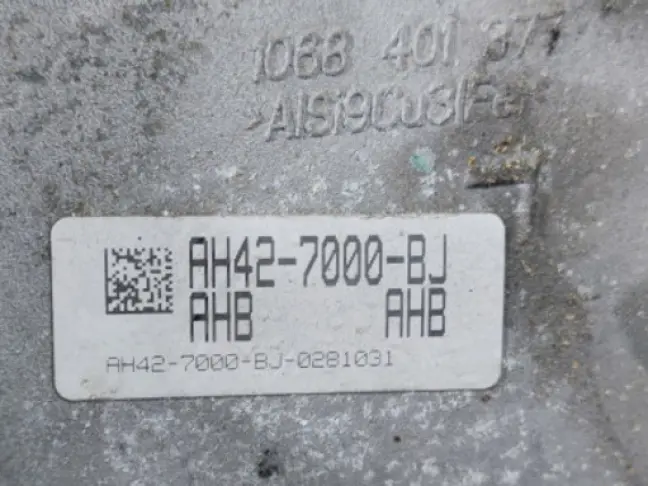 1068 401 377
>AlSi9Cu3(Fe)
AH42-7000-BJ
AHB AHB
AH42-7000-BJ-0281031